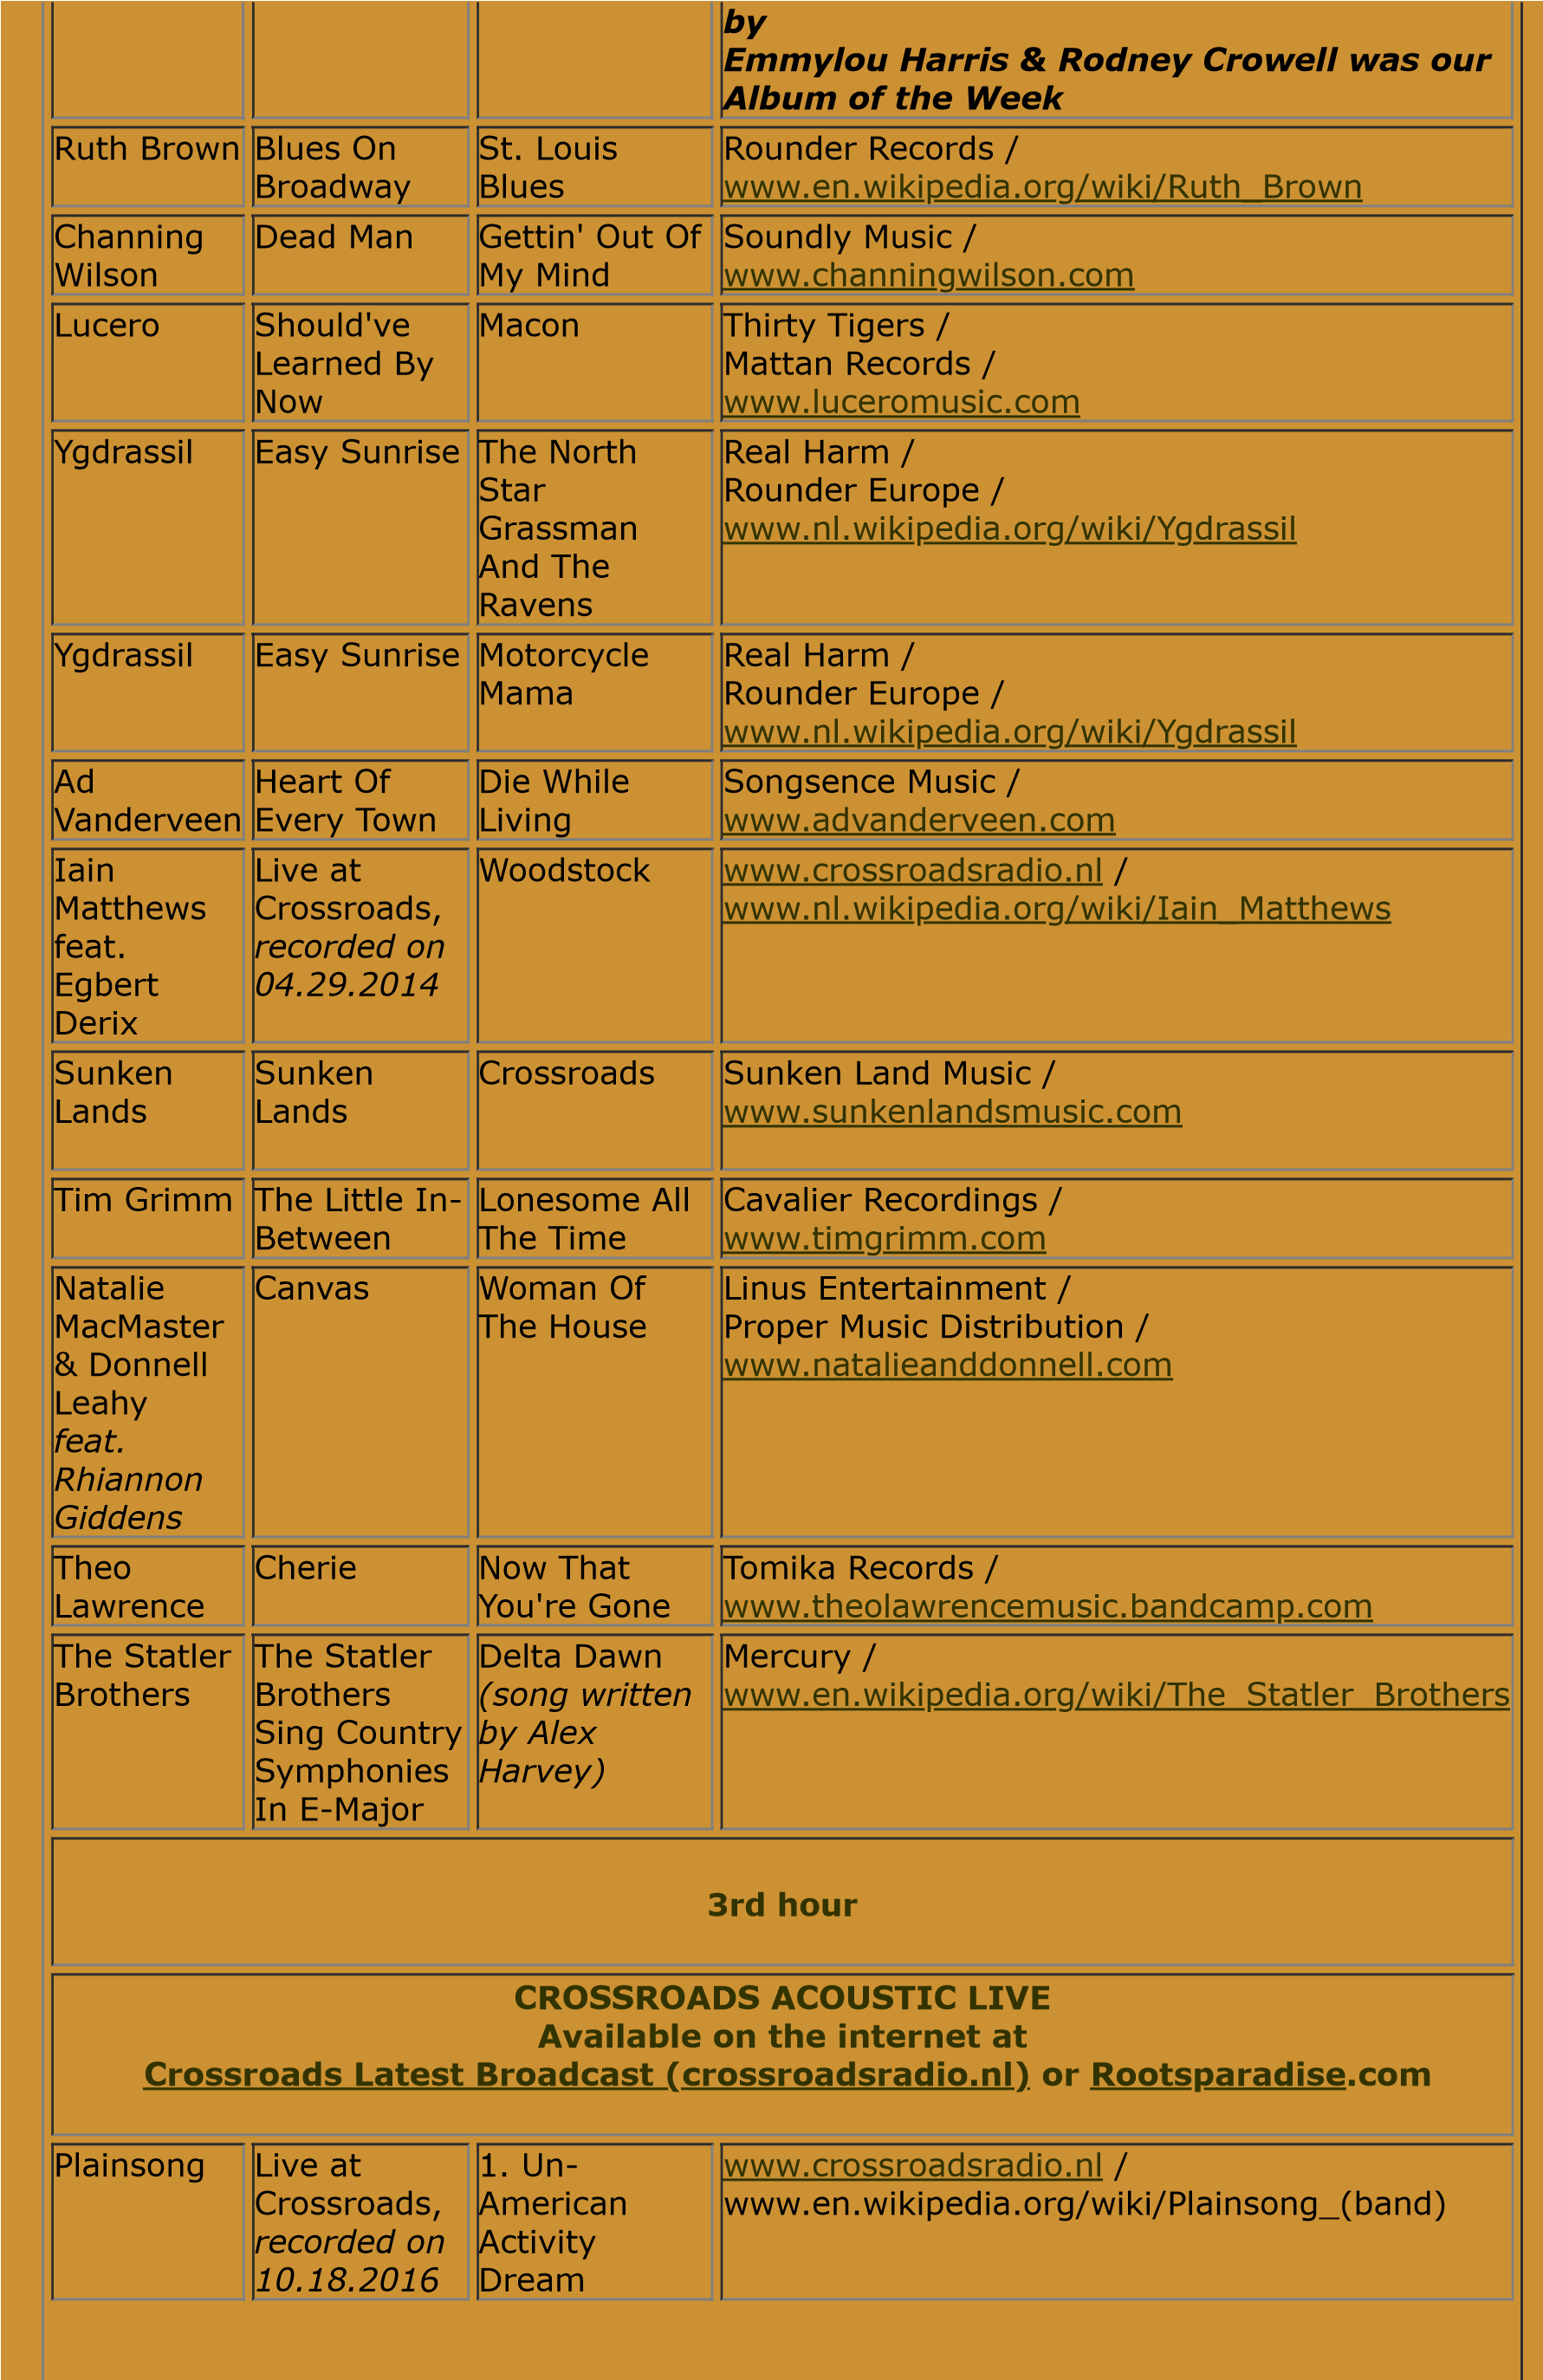 by
Emmylou Harris & Rodney Crowell was our
Album of the Week
Ruth Brown
Blues On
Broadway
St. Louis
Blues
Rounder Records /
www.en.wikipedia.org/wiki/Ruth_Brown
Channing
Wilson
Dead Man
Gettin' Out Of
My Mind
Soundly Music /
www.channingwilson.com
Lucero
Should've
Learned By
Now
Macon
Thirty Tigers /
Mattan Records /
www.luceromusic.com
Ygdrassil
Easy Sunrise
The North
Star
Grassman
And The
Ravens
Real Harm /
Rounder Europe /
www.nl.wikipedia.org/wiki/Ygdrassil
Ygdrassil
Easy Sunrise
Motorcycle
Mama
Real Harm /
Rounder Europe /
www.nl.wikipedia.org/wiki/Ygdrassil
Ad
Vanderveen
Heart Of
Every Town
Die While
Living
Songsence Music /
www.advanderveen.com
Iain
Matthews
feat.
Egbert
Derix
Live at
Crossroads,
recorded on
04.29.2014
Woodstock
www.crossroadsradio.nl /
www.nl.wikipedia.org/wiki/Iain_Matthews
Sunken
Lands
Sunken
Lands
Crossroads
Sunken Land Music /
www.sunkenlandsmusic.com
Tim Grimm
The Little In-
Between
Lonesome All
The Time
Cavalier Recordings /
www.timgrimm.com
Natalie
MacMaster
& Donnell
Leahy
feat.
Rhiannon
Giddens
Canvas
Woman Of
The House
Linus Entertainment /
Proper Music Distribution /
www.natalieanddonnell.com
Theo
Lawrence
Cherie
Now That
You're Gone
Tomika Records /
www.theolawrencemusic.bandcamp.com
The Statler
Brothers
The Statler
Brothers
Sing Country
Symphonies
In E-Major
Delta Dawn
(song written
by Alex
Harvey)
Mercury /
www.en.wikipedia.org/wiki/The_Statler_Brothers
3rd hour
CROSSROADS ACOUSTIC LIVE
Available on the internet at
Crossroads Latest Broadcast (crossroadsradio.nl) or Rootsparadise.com
Plainsong
Live at
Crossroads,
recorded on
10.18.2016
1. Un-
American
Activity
Dream
www.crossroadsradio.nl /
www.en.wikipedia.org/wiki/Plainsong_(band)